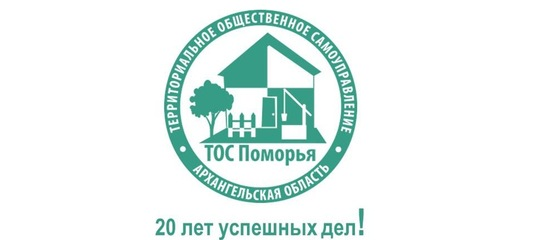 ТЕРРИТОРИАЛЬНОЕ ОБЩЕСТВЕННОЕ САМОУПРАВЛЕНИЕ
ТОС Поморья
АРХАНГЕЛЬСКАЯ ОБЛАСТЬ
20 лет успешных дел!